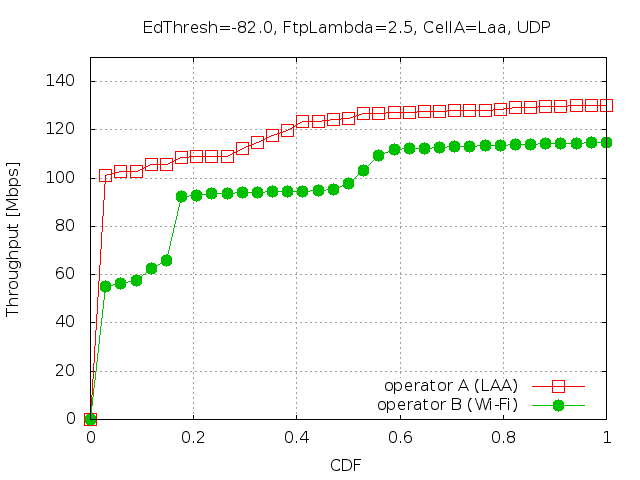 EdThresh=-82.0, FtpLambda=2.5, CellA=Laa, UDP
140
120
100
80
60
40
20
0
Throughput [Mbps]
operator A (LAA)
operator B (Wi-Fi)
0 0.2 0.4 0.6 0.8 1
CDF